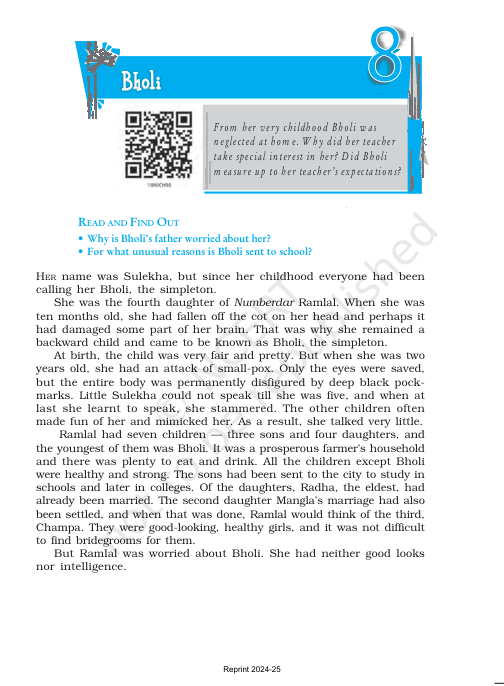 8
Bholi
From her very childhood Bholi was
neglected at home. Why did her teacher
take special interest in her? Did Bholi
measure up to her teacher's expectations?
READ AND FIND OUT
• Why is Bholi's father worried about her?
• For what unusual reasons is Bholi sent to school?
HER name was Sulekha, but since her childhood everyone had been
calling her Bholi, the simpleton.
She was the fourth daughter of Numberdar Ramlal. When she was
ten months old, she had fallen off the cot on her head and perhaps it
had damaged some part of her brain. That was why she remained a
backward child and came to be known as Bholi, the simpleton.
At birth, the child was very fair and pretty. But when she was two
years old, she had an attack of small-pox. Only the eyes were saved,
but the entire body was permanently disfigured by deep black pock-
marks. Little Sulekha could not speak till she was five, and when at
last she learnt to speak, she stammered. The other children often
made fun of her and mimicked her. As a result, she talked very little.
Ramlal had seven children — three sons and four daughters, and
the youngest of them was Bholi. It was a prosperous farmer's household
and there was plenty to eat and drink. All the children except Bholi
were healthy and strong. The sons had been sent to the city to study in
schools and later in colleges. Of the daughters, Radha, the eldest, had
already been married. The second daughter Mangla's marriage had also
been settled, and when that was done, Ramlal would think of the third,
Champa. They were good-looking, healthy girls, and it was not difficult
to find bridegrooms for them.
But Ramlal was worried about Bholi. She had neither good looks
nor intelligence.
Reprint 2024-25